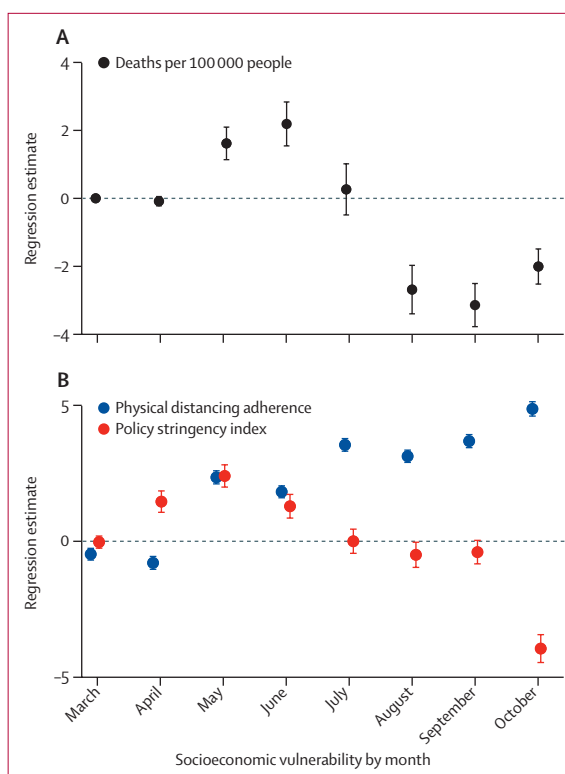 A
Deaths per 100 000 people
4
2
0
–2
–4
Regression estimate
B
Physical distancing adherence
Policy stringency index
5
0
–5
Regression estimate
March
April
May
June
July
August
September
October
Socioeconomic vulnerability by month